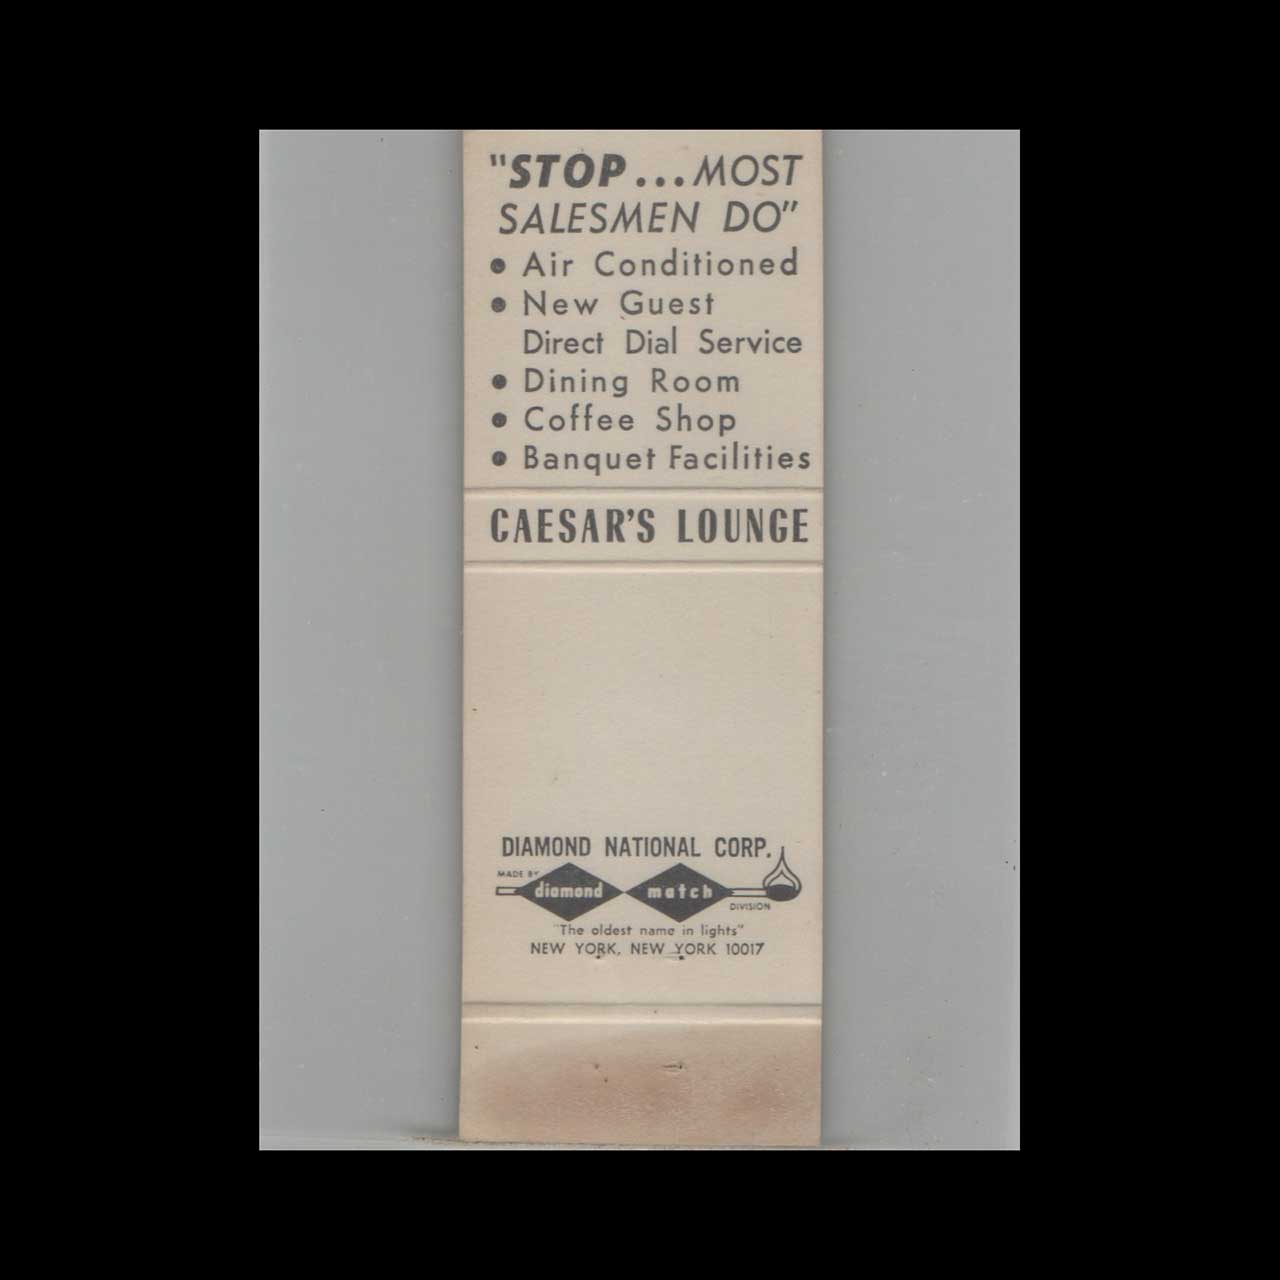 "STOP...MOST
SALESMEN DO"
• Air Conditioned
• New Guest
Direct Dial Service
• Dining Room
• Coffee Shop
• Banquet Facilities
CAESAR'S LOUNGE
DIAMOND NATIONAL CORP.
MADE BY
diamond match
DIVISION
"The oldest name in lights"
NEW YORK, NEW YORK 10017